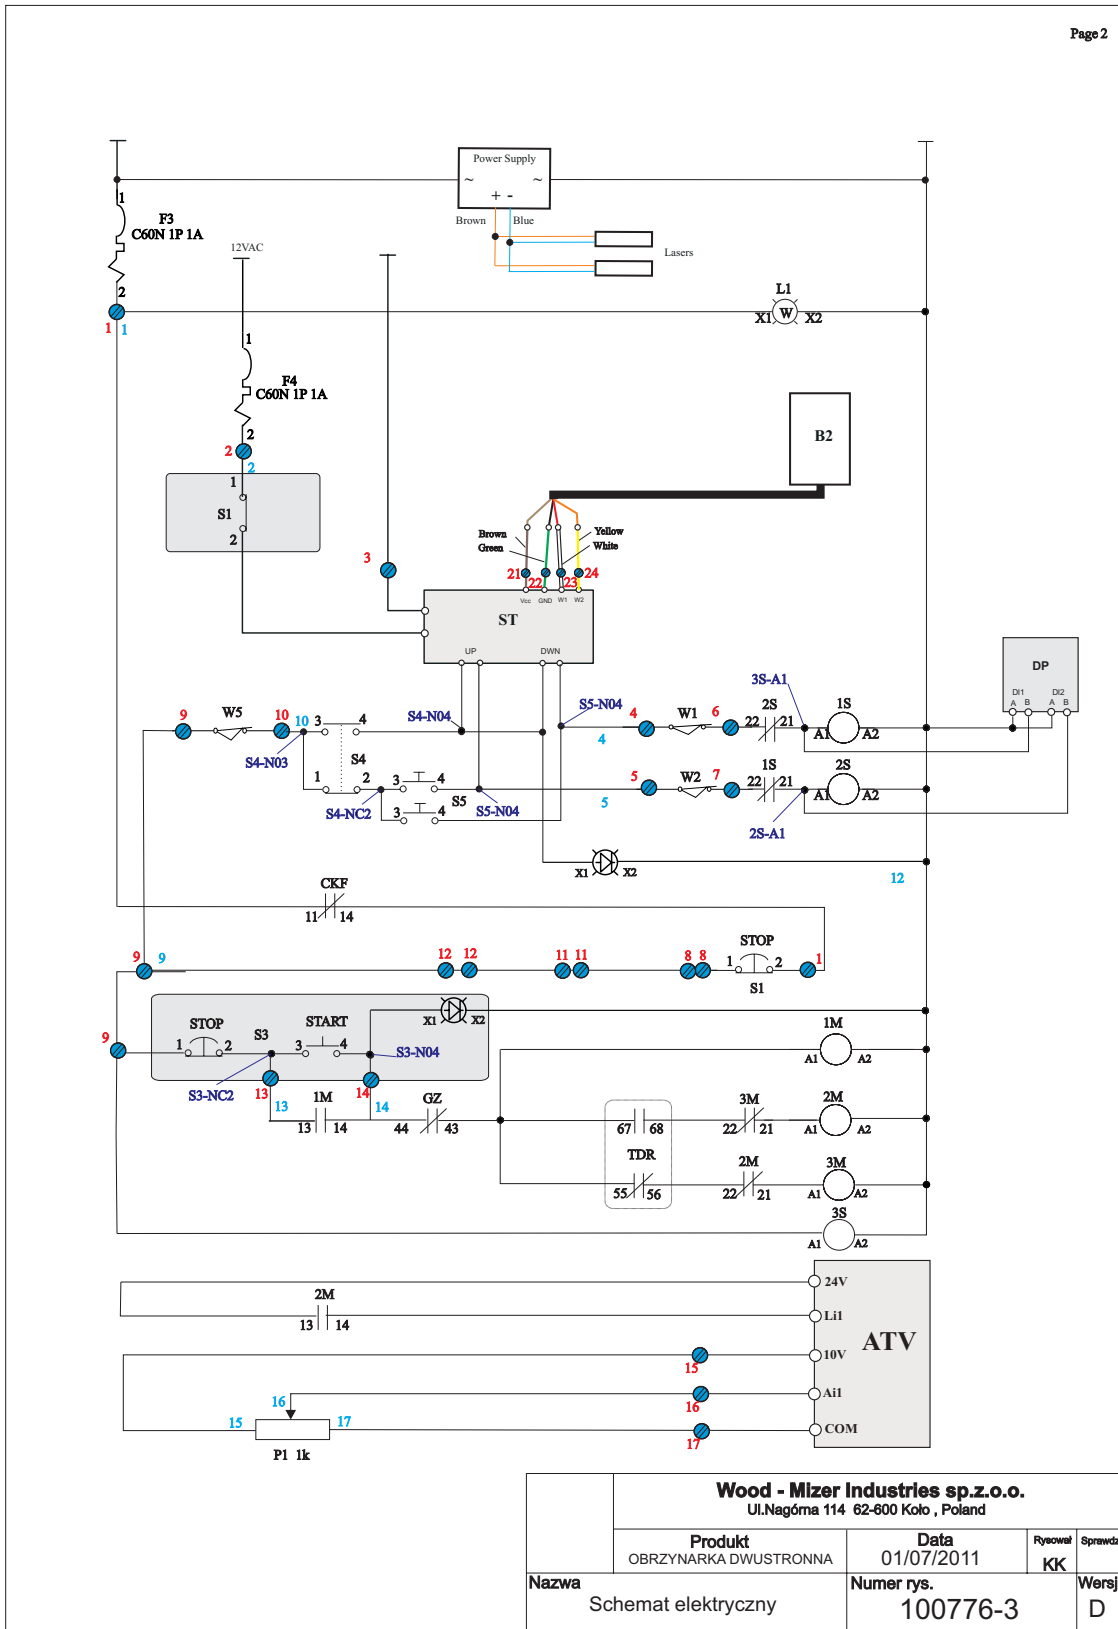 Page 2
Power Supply
~ ~
+ -
Brown Blue
Lasers
1
F3
C60N 1P 1A
2
12VAC
1 1
L1
X1 W X2
1
F4
C60N 1P 1A
2
2
2
B2
1
S1
2
3
Brown
Green
Yellow
White
21 22 23 24
Vcc GND W1 W2
ST
UP DWN
DP
DI1 DI2
A B A B
3S-A1
9 W5 10 10 3 4
S4-N04
S5-N04
4 W1 6
4
2S
22 21
1S
A1 A2
S4-N03
S4
1 2
3 4
S5
3 4
S4-NC2
S5-N04
5 W2 7
5
1S
22 21
2S
A1 A2
2S-A1
X1 X2
12
CKF
11 14
9 9
12 12
11 11
8 8
STOP
1 2
S1
1
9
STOP
1 2
S3
START
3 4
X1 X2
S3-N04
S3-NC2
13
13
14
14
1M
13 14
GZ
44 43
1M
A1 A2
67 68
TDR
55 56
3M
22 21
2M
A1 A2
2M
22 21
3M
A1 A2
3S
A1 A2
24V
2M
13 14
Li1
ATV
10V
15
16
Ai1
16
15 17
COM
17
P1 1k
Wood - Mizer Industries sp.z.o.o.
Ul.Nagórna 114 62-600 Koło , Poland
Produkt
OBRZYNARKA DWUSTRONNA
Data
01/07/2011
Rysował
KK
Sprawdz
Nazwa
Schemat elektryczny
Numer rys.
100776-3
Wersj
D